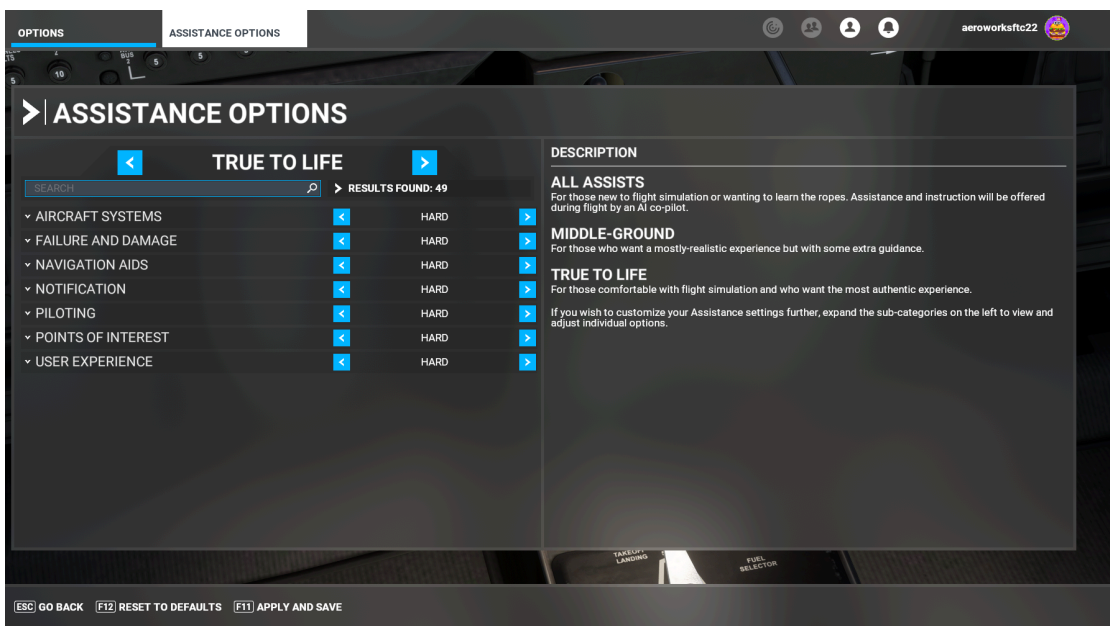 OPTIONS
ASSISTANCE OPTIONS
aeroworksftc22
BUS
2
5
5
10
5
ASSISTANCE OPTIONS
TRUE TO LIFE
SEARCH
RESULTS FOUND: 49
AIRCRAFT SYSTEMS HARD
FAILURE AND DAMAGE HARD
NAVIGATION AIDS HARD
NOTIFICATION HARD
PILOTING HARD
POINTS OF INTEREST HARD
USER EXPERIENCE HARD
DESCRIPTION
ALL ASSISTS
For those new to flight simulation or wanting to learn the ropes. Assistance and instruction will be offered
during flight by an AI co-pilot.
MIDDLE-GROUND
For those who want a mostly-realistic experience but with some extra guidance.
TRUE TO LIFE
For those comfortable with flight simulation and who want the most authentic experience.
If you wish to customize your Assistance settings further, expand the sub-categories on the left to view and
adjust individual options.
TAKEOFF
LANDING
FUEL
SELECTOR
ESC GO BACK F12 RESET TO DEFAULTS F11 APPLY AND SAVE